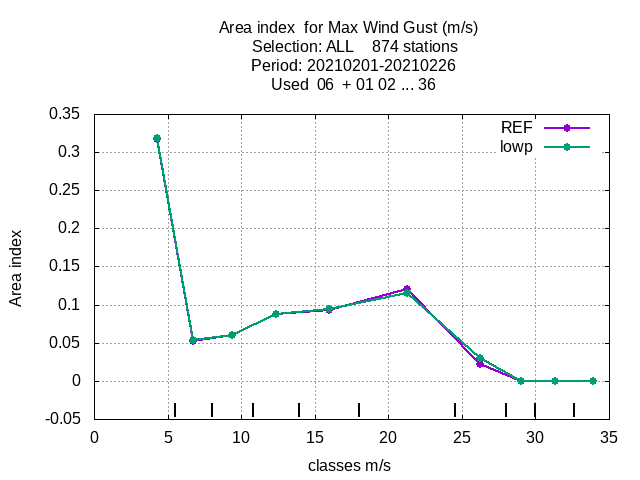 Area index  for Max Wind Gust (m/s)
Selection: ALL    874 stations
Period: 20210201-20210226
Used  06  + 01 02 ... 36
REF
lowp
0.35
0.3
0.25
0.2
0.15
0.1
0.05
0
-0.05
Area index
0 5 10 15 20 25 30 35
classes m/s